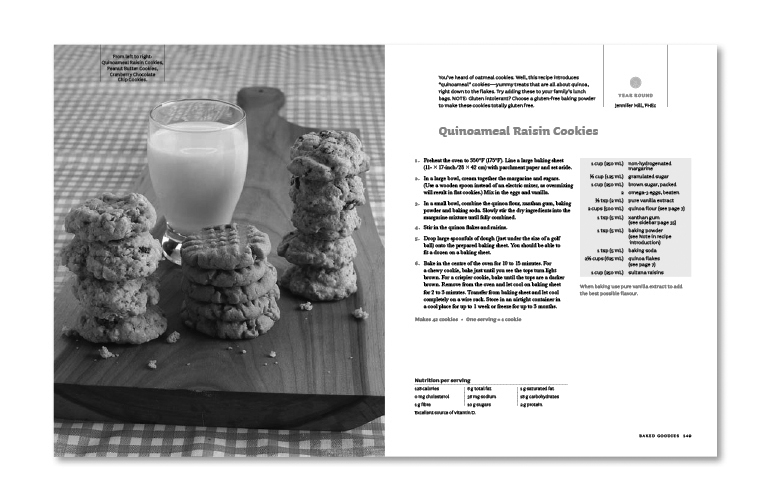 From left to right:
Quinoameal Raisin Cookies,
Peanut Butter Cookies,
Cranberry Chocolate
Chip Cookies.
You've heard of oatmeal cookies. Well, this recipe introduces
"quinoameal" cookies—yummy treats that are all about quinoa,
right down to the flakes. Try adding these to your family's lunch
bags. NOTE: Gluten intolerant? Choose a gluten-free baking powder
to make these cookies totally gluten free.
YEAR ROUND
Jennifer Hill, PHEc
Quinoameal Raisin Cookies
1. Preheat the oven to 350°F (175°F). Line a large baking sheet
(11- × 17-inch/28 × 42 cm) with parchment paper and set aside.
2. In a large bowl, cream together the margarine and sugars.
(Use a wooden spoon instead of an electric mixer, as overmixing
will result in flat cookies.) Mix in the eggs and vanilla.
3. In a small bowl, combine the quinoa flour, xanthan gum, baking
powder and baking soda. Slowly stir the dry ingredients into the
margarine mixture until fully combined.
4. Stir in the quinoa flakes and raisins.
5. Drop large spoonfuls of dough (just under the size of a golf
ball) onto the prepared baking sheet. You should be able to
fit a dozen on a baking sheet.
6. Bake in the centre of the oven for 10 to 15 minutes. For
a chewy cookie, bake just until you see the tops turn light
brown. For a crispier cookie, bake until the tops are a darker
brown. Remove from the oven and let cool on baking sheet
for 2 to 3 minutes. Transfer from baking sheet and let cool
completely on a wire rack. Store in an airtight container in
a cool place for up to 1 week or freeze for up to 3 months.
Makes 42 cookies • One serving = 1 cookie
1 cup (250 mL) non-hydrogenated
margarine
½ cup (125 mL) granulated sugar
1 cup (250 mL) brown sugar, packed
2 omega-3 eggs, beaten
½ tsp (2 mL) pure vanilla extract
2 cups (500 mL) quinoa flour (see page 7)
1 tsp (5 mL) xanthan gum
(see sidebar page 35)
1 tsp (5 mL) baking powder
(see Note in recipe
introduction)
1 tsp (5 mL) baking soda
cups (625 mL) quinoa flakes
(see page 7)
1 cup (250 mL) sultana raisins
When baking use pure vanilla extract to add
the best possible flavour.
Nutrition per serving
calories 6 g total fat 1 g saturated fat
0 mg cholesterol mg sodium g carbohydrates
1 g fibre 10 g sugars 2 g protein
Excellent source of vitamin D.
BAKED GOODIES 249